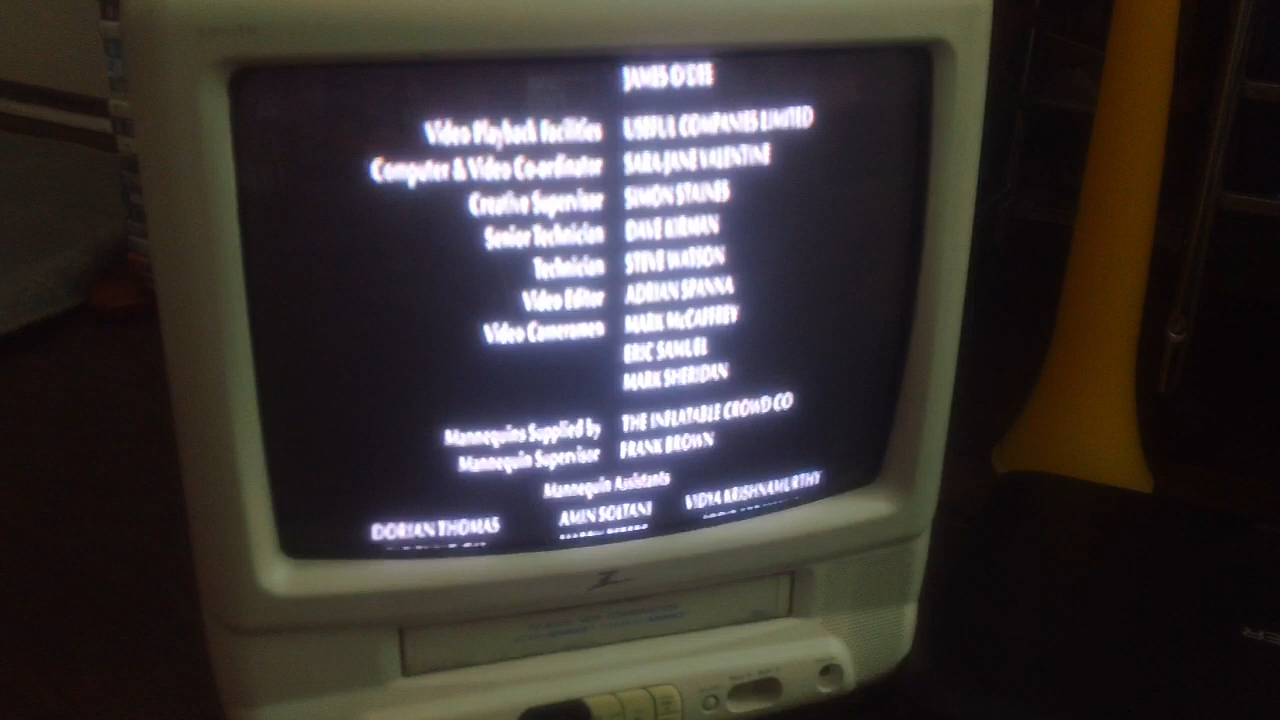 JAMES O'DEE
Video Playback Facilities USEFUL COMPANIES LIMITED
Computer & Video Co-ordinator SARA-JANE VALENTINE
Creative Supervisor SIMON STAINES
Senior Technician DAVE KIRMAN
Technician STEVE WATSON
Video Editor ADRIAN SPANNA
Video Cameramen MARK McCAFFREY
ERIC SAMUEL
MARK SHERIDAN
Mannequins Supplied by THE INFLATABLE CROWD CO
Mannequin Supervisor FRANK BROWN
Mannequin Assistants
DORIAN THOMAS AMIN SOLTANI VIDYA KRISHNAMURTHY